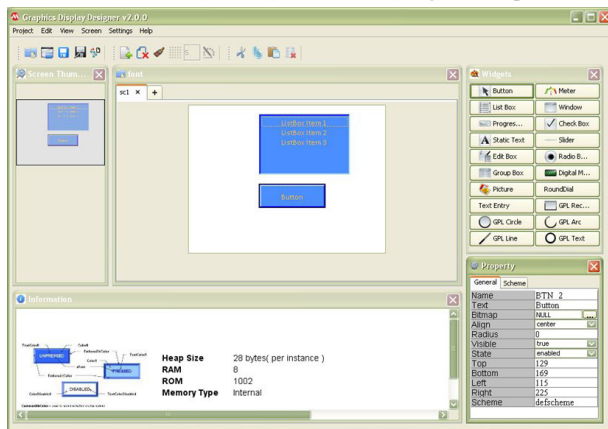 Graphics Display Designer v2.0.0
Project Edit View Screen Settings Help
Screen Thum...
font
Widgets
sc1 × +
ListBox Item 1
ListBox Item 2
ListBox Item 3
Button
Button
Meter
List Box
Window
Progres...
Check Box
Static Text
Slider
Edit Box
Radio B...
Group Box
Digital M...
Picture
RoundDial
Text Entry
GPL Rec...
GPL Circle
GPL Arc
GPL Line
GPL Text
Property
General Scheme
Name BTN_2
Text Button
Bitmap NULL ...
Align center
Radius 0
Visible true
State enabled
Top 129
Bottom 169
Left 115
Right 225
Scheme defscheme
Information
UNPRESSED
PRESSED
DISABLED
TextColorDisabled
Heap Size 28 bytes( per instance )
RAM 8
ROM 1002
Memory Type Internal